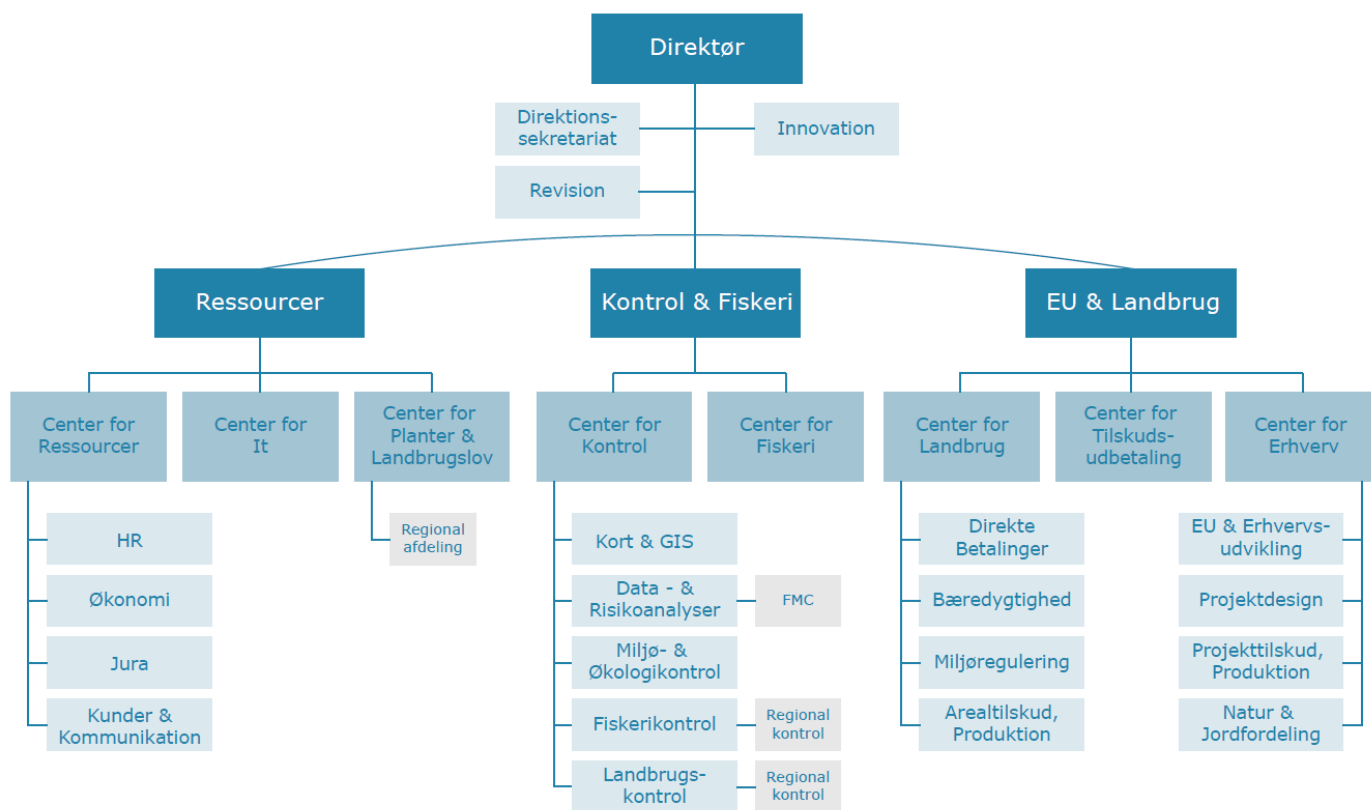 Direktør
Direktions-
sekretariat
Innovation
Revision
Ressourcer
Kontrol & Fiskeri
EU & Landbrug
Center for
Ressourcer
Center for
It
Center for
Planter &
Landbrugslov
Center for
Kontrol
Center for
Fiskeri
Center for
Landbrug
Center for
Tilskuds-
udbetaling
Center for
Erhverv
HR
Økonomi
Jura
Kunder &
Kommunikation
Regional
afdeling
Kort & GIS
Data - &
Risikoanalyser
FMC
Miljø- &
Økologikontrol
Fiskerikontrol
Regional
kontrol
Landbrugs-
kontrol
Regional
kontrol
Direkte
Betalinger
Bæredygtighed
Miljøregulering
Arealtilskud,
Produktion
EU & Erhvervs-
udvikling
Projektdesign
Projekttilskud,
Produktion
Natur &
Jordfordeling